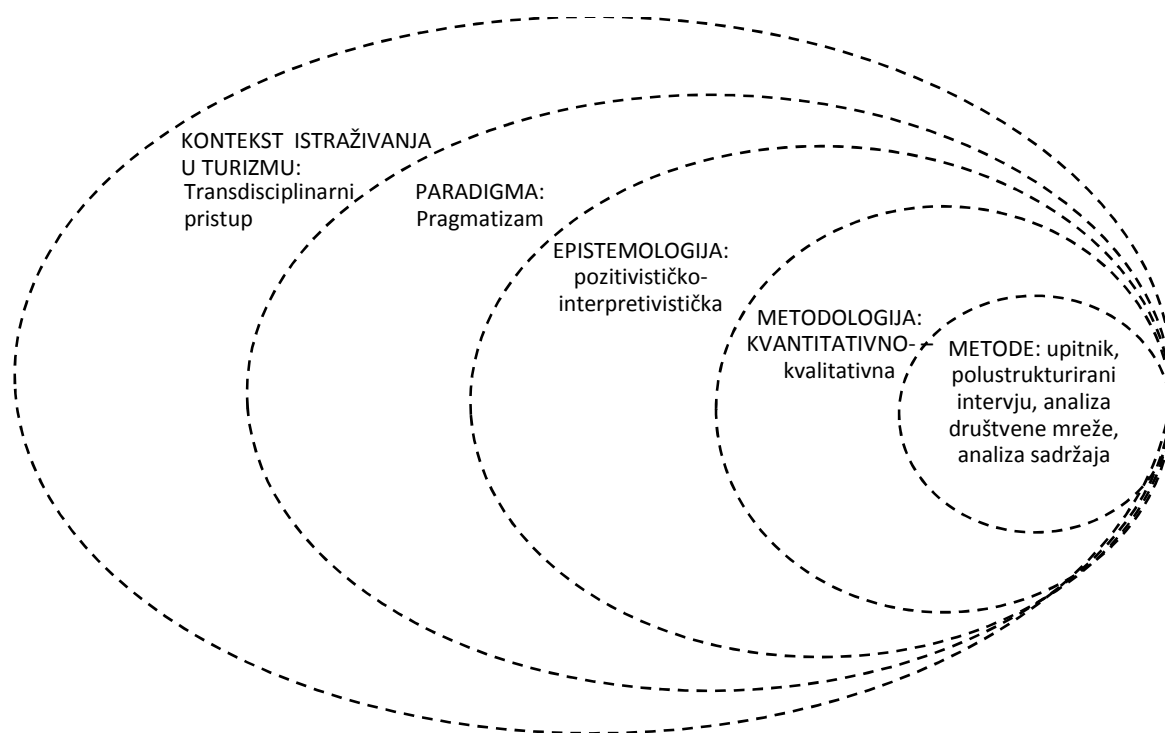 KONTEKST ISTRAŽIVANJA
U TURIZMU:
Transdisciplinarni
pristup
PARADIGMA:
Pragmatizam
EPISTEMOLOGIJA:
pozitivističko-
interpretivistička
METODOLOGIJA:
KVANTITATIVNO-–
kvalitativna
METODE: upitnik,
polustrukturirani
intervju, analiza
društvene mreže,
analiza sadržaja